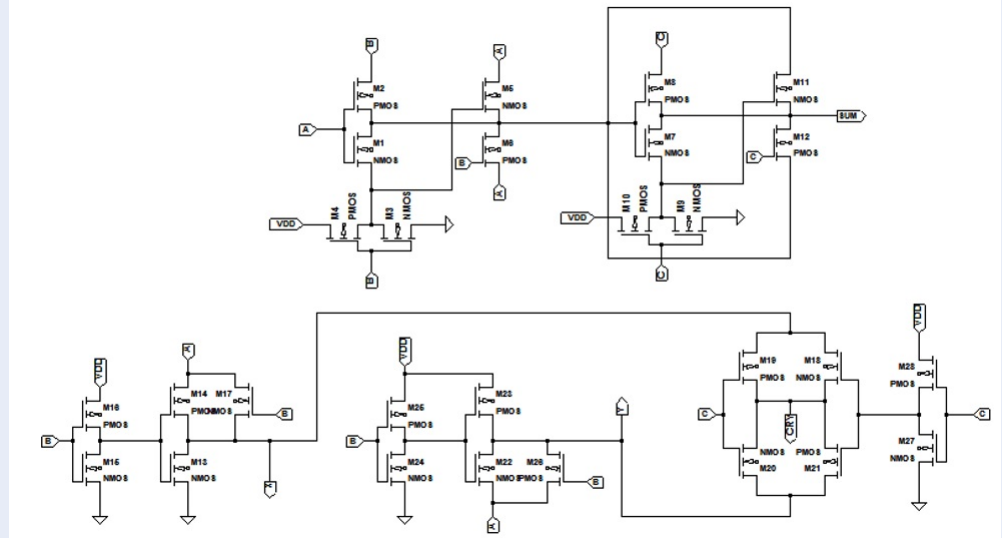 B
A
C
M2
PMOS
M5
NMOS
M8
PMOS
M11
NMOS
A
SUM
M1
NMOS
B
M6
PMOS
M7
NMOS
C
M12
PMOS
A
VDD
M4
PMOS
M3
NMOS
VDD
M10
PMOS
M9
NMOS
B
C
VDD
A
VDD
VDD
M16
PMOS
M14
M17
NMOS
B
M25
PMOS
M23
PMOS
Y
M19
PMOS
M18
NMOS
M28
PMOS
C
CRY
C
B
M15
NMOS
M13
NMOS
X
B
M24
NMOS
M22
NMOS
M26
PMOS
B
NMOS
M20
PMOS
M21
M27
NMOS
A